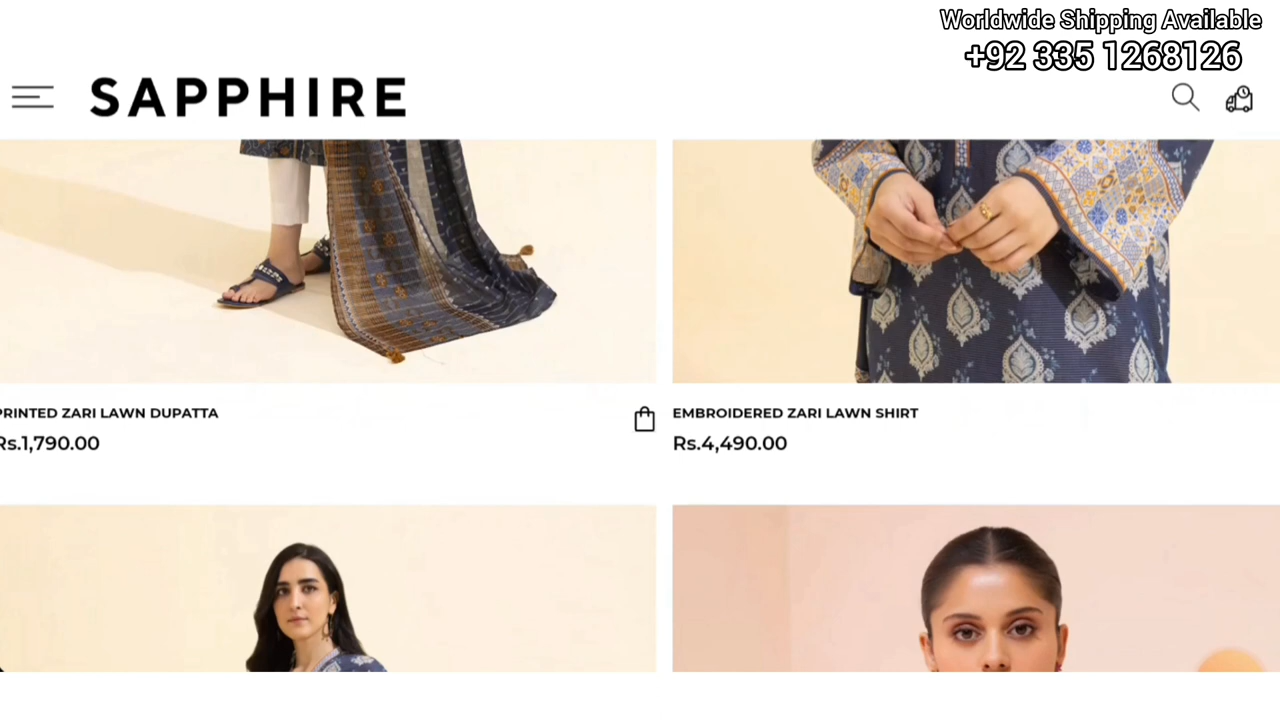 Worldwide Shipping Available
+92 335 1268126
SAPPHIRE
PRINTED ZARI LAWN DUPATTA
Rs.1,790.00
EMBROIDERED ZARI LAWN SHIRT
Rs.4,490.00